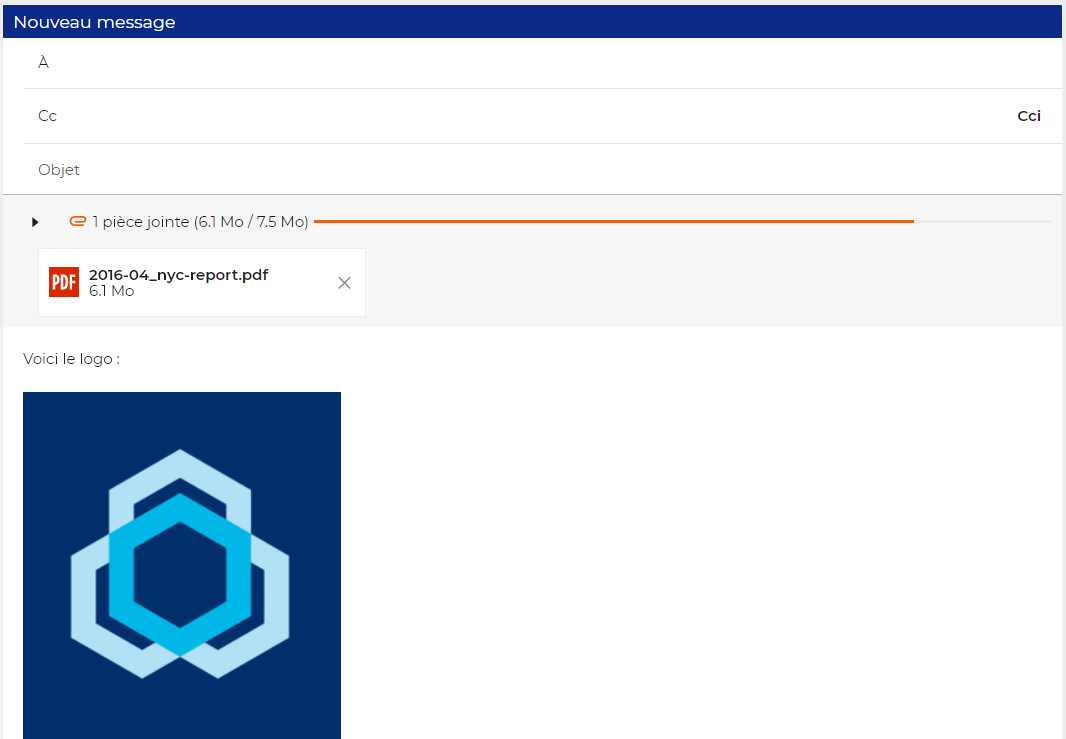 Nouveau message
À
Cc
Cci
Objet
1 pièce jointe (6.1 Mo / 7.5 Mo)
PDF
2016-04_nyc-report.pdf
6.1 Mo
Voici le logo :